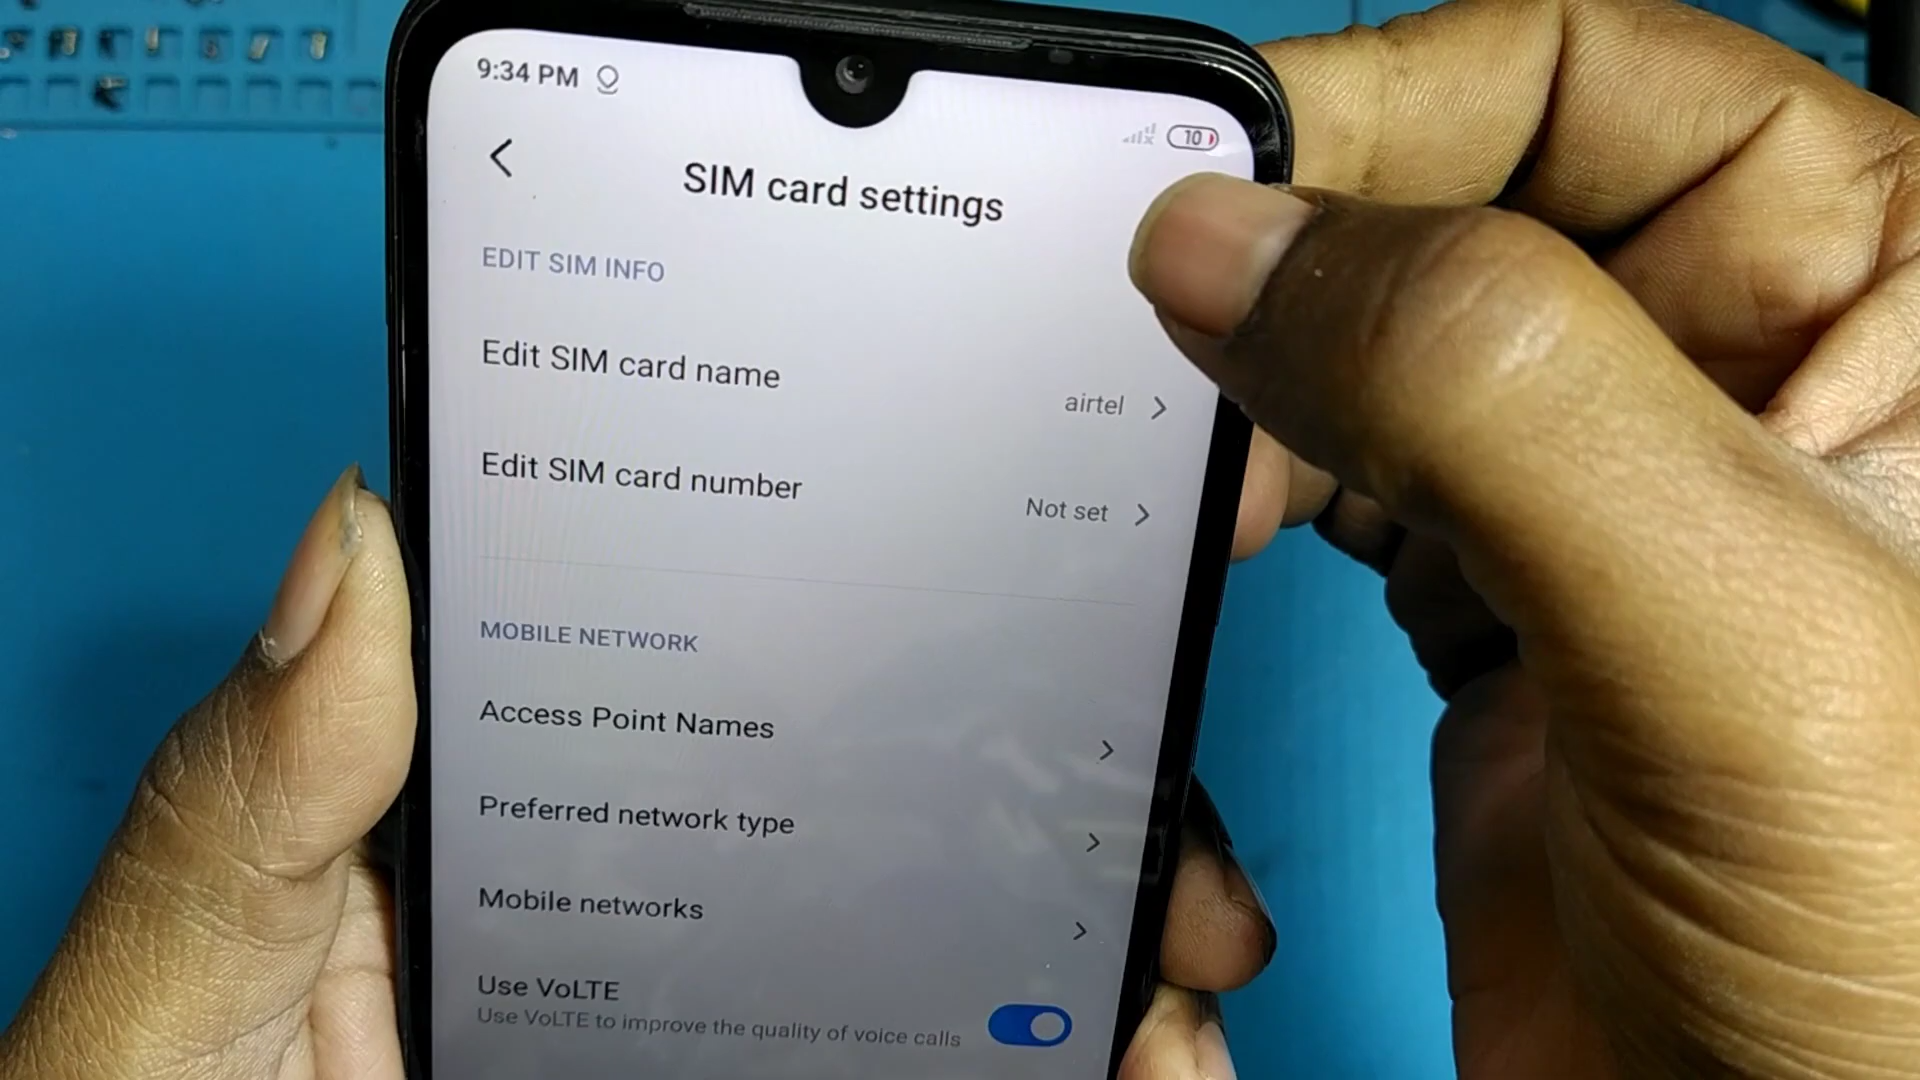 9:34 PM
10
SIM card settings
EDIT SIM INFO
Edit SIM card name
airtel
Edit SIM card number
Not set
MOBILE NETWORK
Access Point Names
Preferred network type
Mobile networks
Use VoLTE
Use VoLTE to improve the quality of voice calls